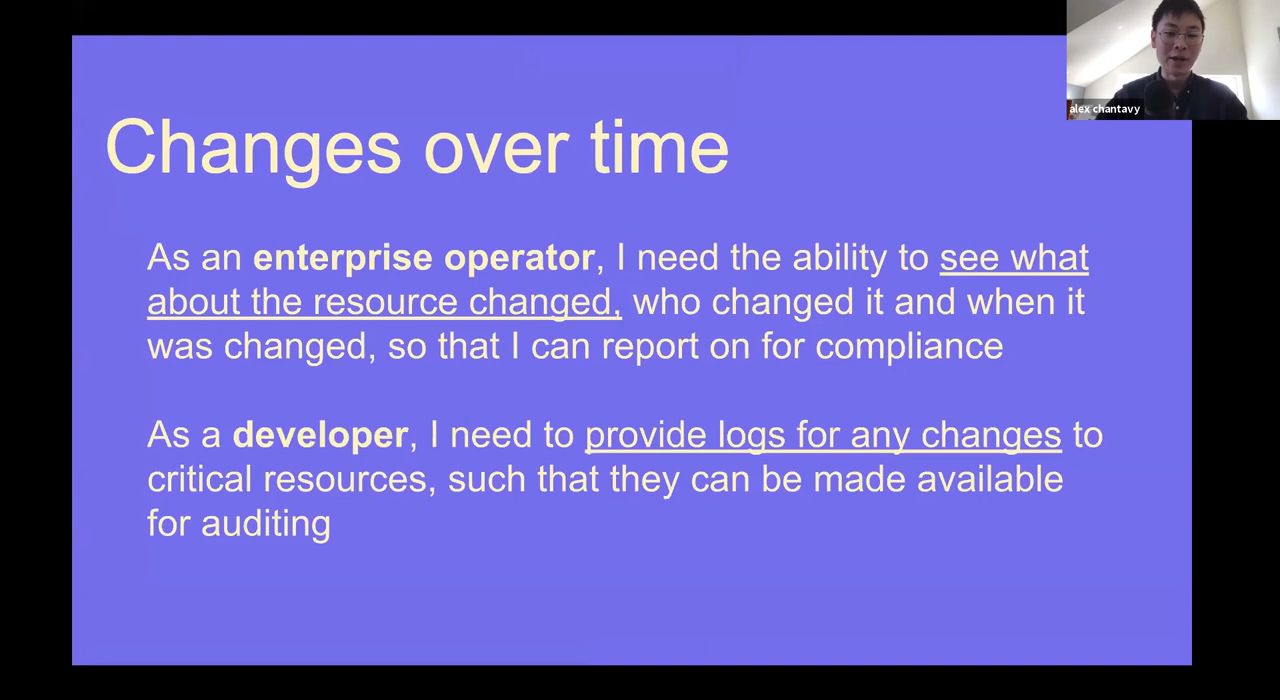 alex chantavy
Changes over time
As an enterprise operator, I need the ability to see what
about the resource changed, who changed it and when it
was changed, so that I can report on for compliance
As a developer, I need to provide logs for any changes to
critical resources, such that they can be made available
for auditing